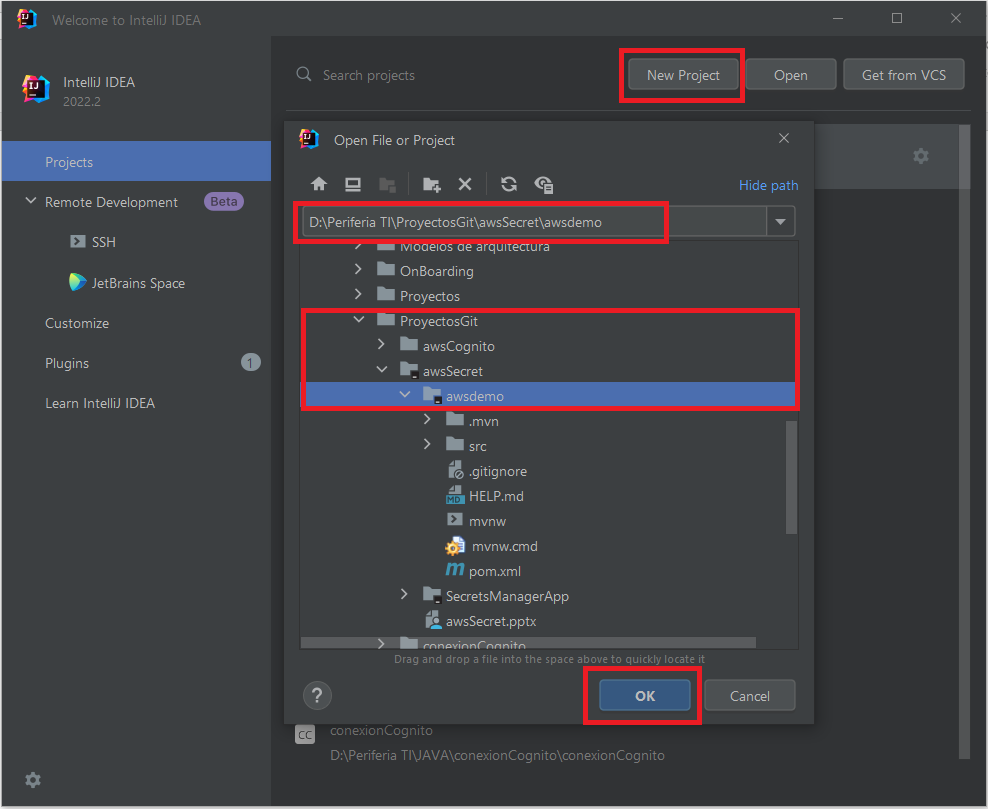 Welcome to IntelliJ IDEA
IntelliJ IDEA
2022.2
Search projects
New Project
Open
Get from VCS
Projects
Remote Development
Beta
SSH
JetBrains Space
Customize
Plugins
1
Learn IntelliJ IDEA
Open File or Project
Hide path
D:\Periferia TI\ProyectosGit\awsSecret\awsdemo
Modelos de arquitectura
OnBoarding
Proyectos
ProyectosGit
awsCognito
awsSecret
awsdemo
.mvn
src
.gitignore
HELP.md
mvnw
mvnw.cmd
pom.xml
SecretsManagerApp
awsSecret.pptx
conexionCognito
Drag and drop a file into the space above to quickly locate it
?
OK
Cancel
CC
conexionCognito
D:\Periferia TI\JAVA\conexionCognito\conexionCognito